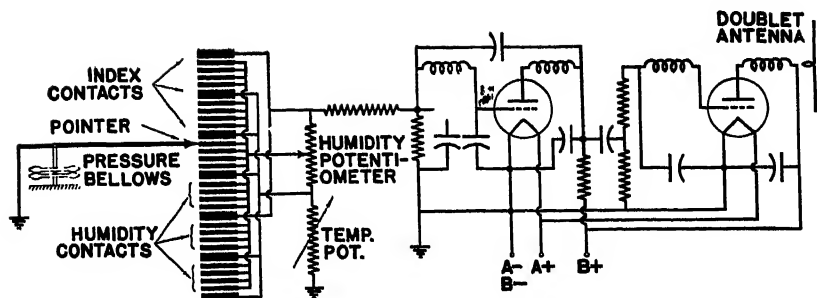 DOUBLET
ANTENNA
INDEX
CONTACTS
POINTER
PRESSURE
BELLOWS
HUMIDITY
POTENTI-
OMETER
HUMIDITY
CONTACTS
TEMP.
POT.
A- A+ B+
B-